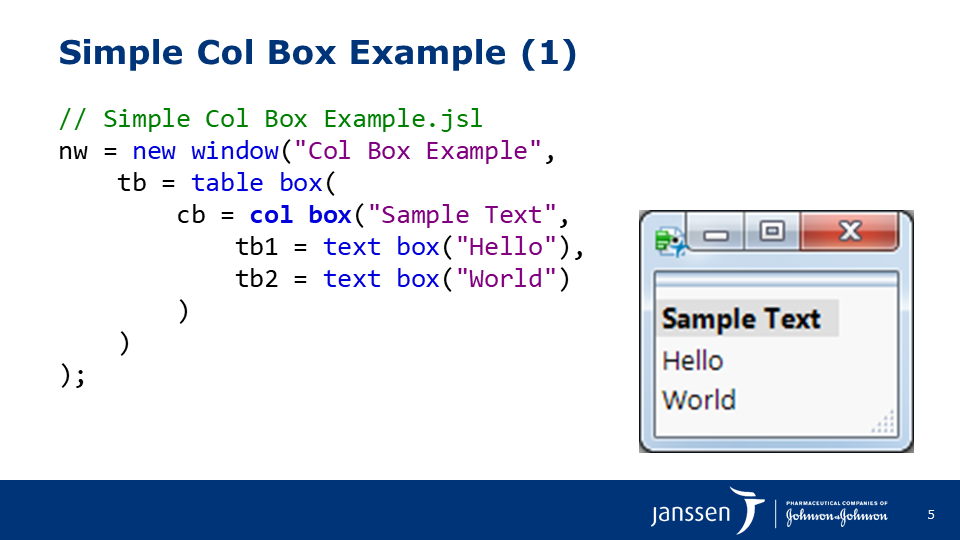 Simple Col Box Example (1)
// Simple Col Box Example.jsl
nw = new window("Col Box Example",
    tb = table box(
        cb = col box("Sample Text",
            tb1 = text box("Hello"),
            tb2 = text box("World")
        )
    )
);
Sample Text
Hello
World
janssen
PHARMACEUTICAL COMPANIES OF
Johnson & Johnson
5